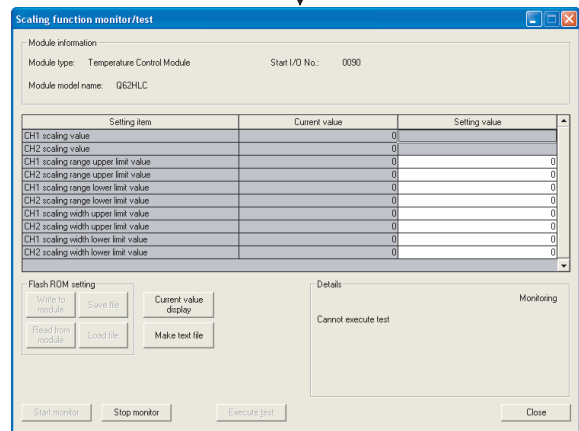 Scaling function monitor/test
Module information
Module type: Temperature Control Module Start I/O No.: 0090
Module model name: Q62HLC
Setting item Current value Setting value
CH1 scaling value 0
CH2 scaling value 0
CH1 scaling range upper limit value 0 0
CH2 scaling range upper limit value 0 0
CH1 scaling range lower limit value 0 0
CH2 scaling range lower limit value 0 0
CH1 scaling width upper limit value 0 0
CH2 scaling width upper limit value 0 0
CH1 scaling width lower limit value 0 0
CH2 scaling width lower limit value 0 0
Flash ROM setting
Write to
module
Save file
Current value
display
Read from
module
Load file
Make text file
Details
Monitoring
Cannot execute test
Start monitor Stop monitor Execute test Close